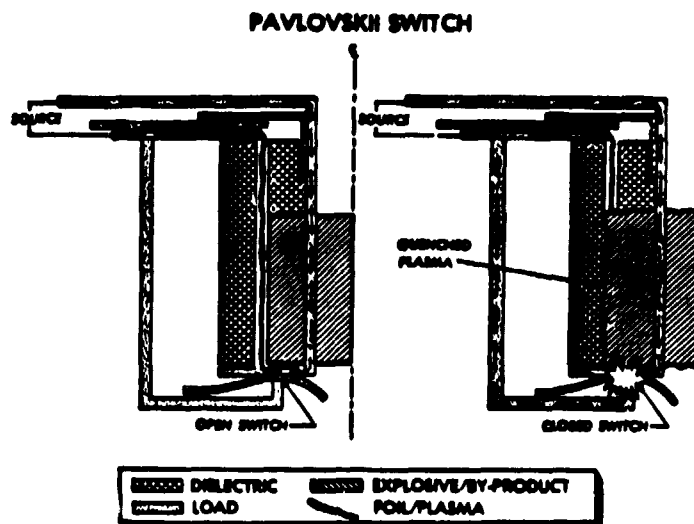 PAVLOVSKII SWITCH
SOURCE
SOURCE
QUENCHED
PLASMA
OPEN SWITCH
CLOSED SWITCH
DIELECTRIC
EXPLOSIVE/BY-PRODUCT
LOAD
FOIL/PLASMA